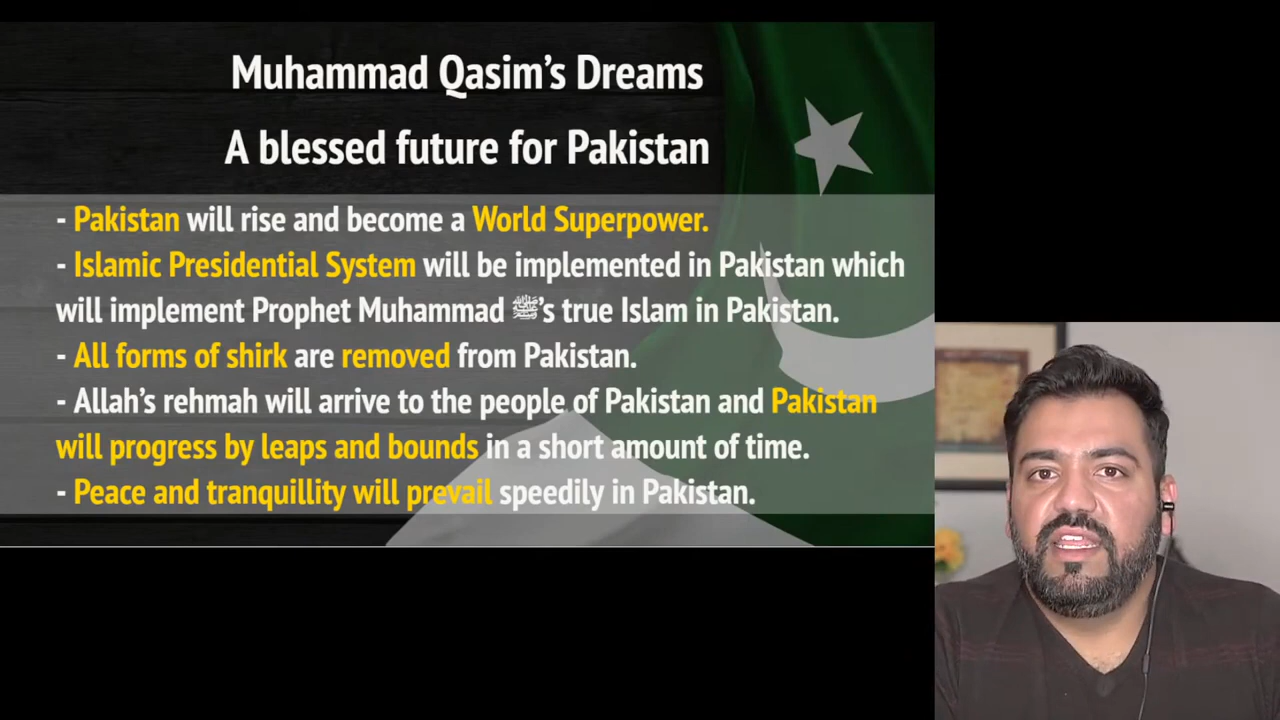 Muhammad Qasim’s Dreams
A blessed future for Pakistan
- Pakistan will rise and become a World Superpower.
- Islamic Presidential System will be implemented in Pakistan which
will implement Prophet Muhammad ﷺ’s true Islam in Pakistan.
- All forms of shirk are removed from Pakistan.
- Allah’s rehmah will arrive to the people of Pakistan and Pakistan
will progress by leaps and bounds in a short amount of time.
- Peace and tranquillity will prevail speedily in Pakistan.